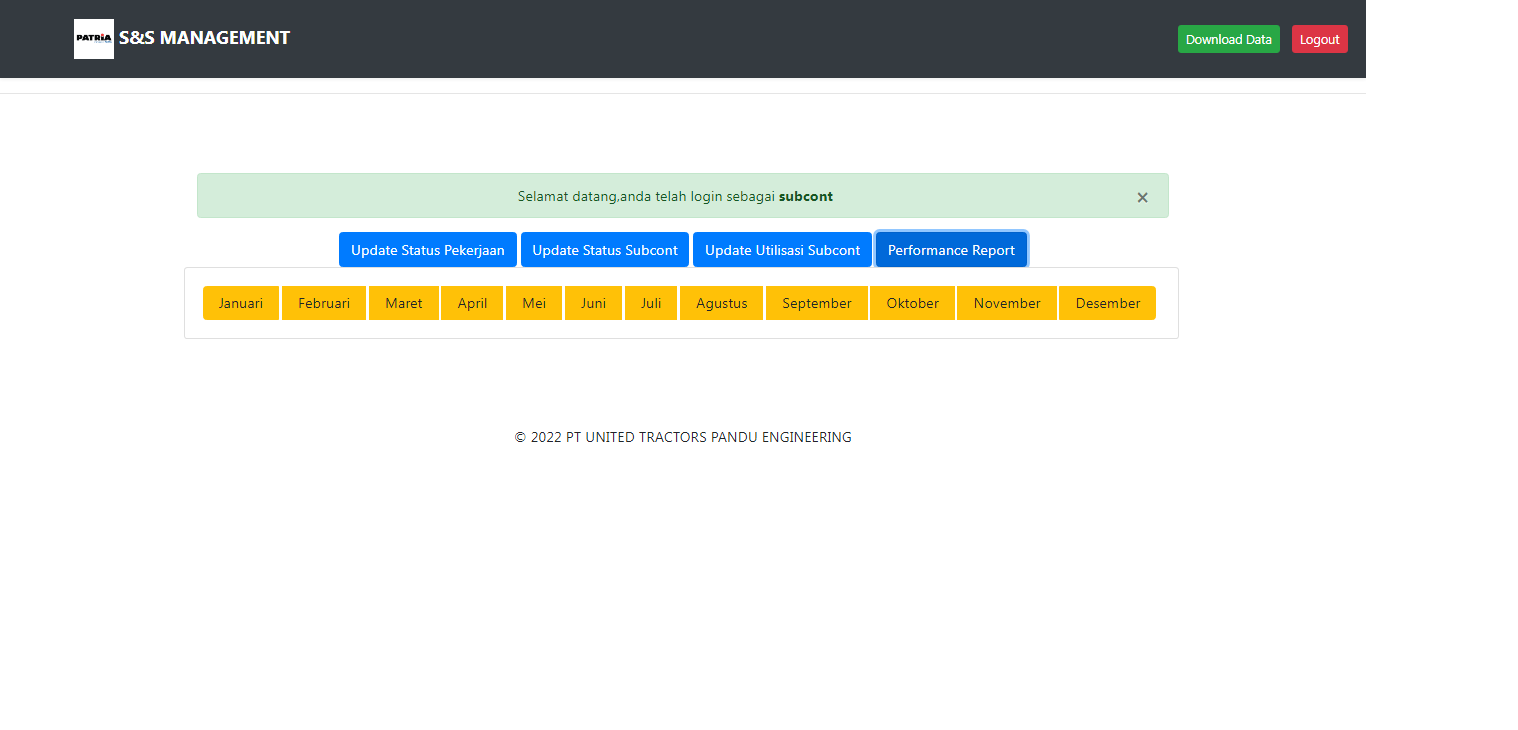 PATRIA S&S MANAGEMENT
Download Data Logout
Selamat datang,anda telah login sebagai subcont ×
Update Status Pekerjaan Update Status Subcont Update Utilisasi Subcont Performance Report
Januari Februari Maret April Mei Juni Juli Agustus September Oktober November Desember
© 2022 PT UNITED TRACTORS PANDU ENGINEERING